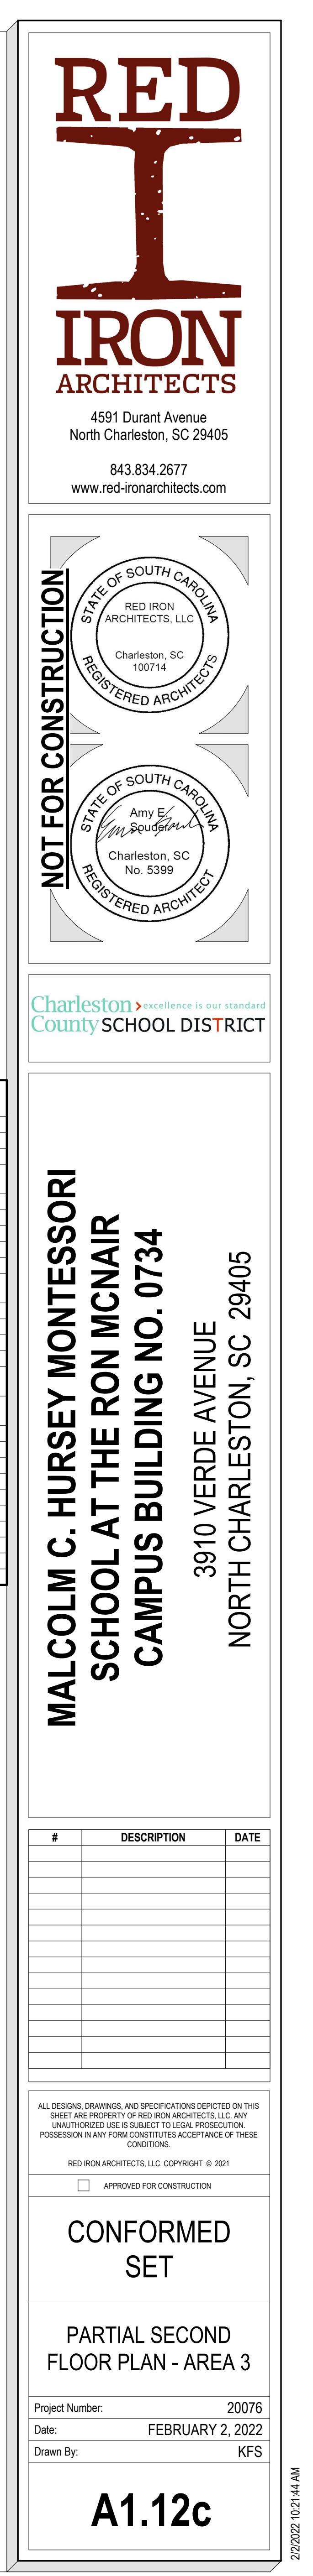 RED
IRON
ARCHITECTS
4591 Durant Avenue
North Charleston, SC 29405
843.834.2677
www.red-ironarchitects.com
NOT FOR CONSTRUCTION
STATE OF SOUTH CAROLINA
RED IRON
ARCHITECTS, LLC
Charleston, SC
100714
REGISTERED ARCHITECTS
STATE OF SOUTH CAROLINA
Amy E.
Souder
Charleston, SC
No. 5399
REGISTERED ARCHITECT
Charleston > excellence is our standard
County SCHOOL DISTRICT
MALCOLM C. HURSEY MONTESSORI
SCHOOL AT THE RON MCNAIR
CAMPUS BUILDING NO. 0734
3910 VERDE AVENUE
NORTH CHARLESTON, SC 29405
# DESCRIPTION DATE
ALL DESIGNS, DRAWINGS, AND SPECIFICATIONS DEPICTED ON THIS
SHEET ARE PROPERTY OF RED IRON ARCHITECTS, LLC. ANY
UNAUTHORIZED USE IS SUBJECT TO LEGAL PROSECUTION.
POSSESSION IN ANY FORM CONSTITUTES ACCEPTANCE OF THESE
CONDITIONS.
RED IRON ARCHITECTS, LLC. COPYRIGHT © 2021
APPROVED FOR CONSTRUCTION
CONFORMED
SET
PARTIAL SECOND
FLOOR PLAN - AREA 3
Project Number: 20076
Date: FEBRUARY 2, 2022
Drawn By: KFS
A1.12c
2/2/2022 10:21:44 AM